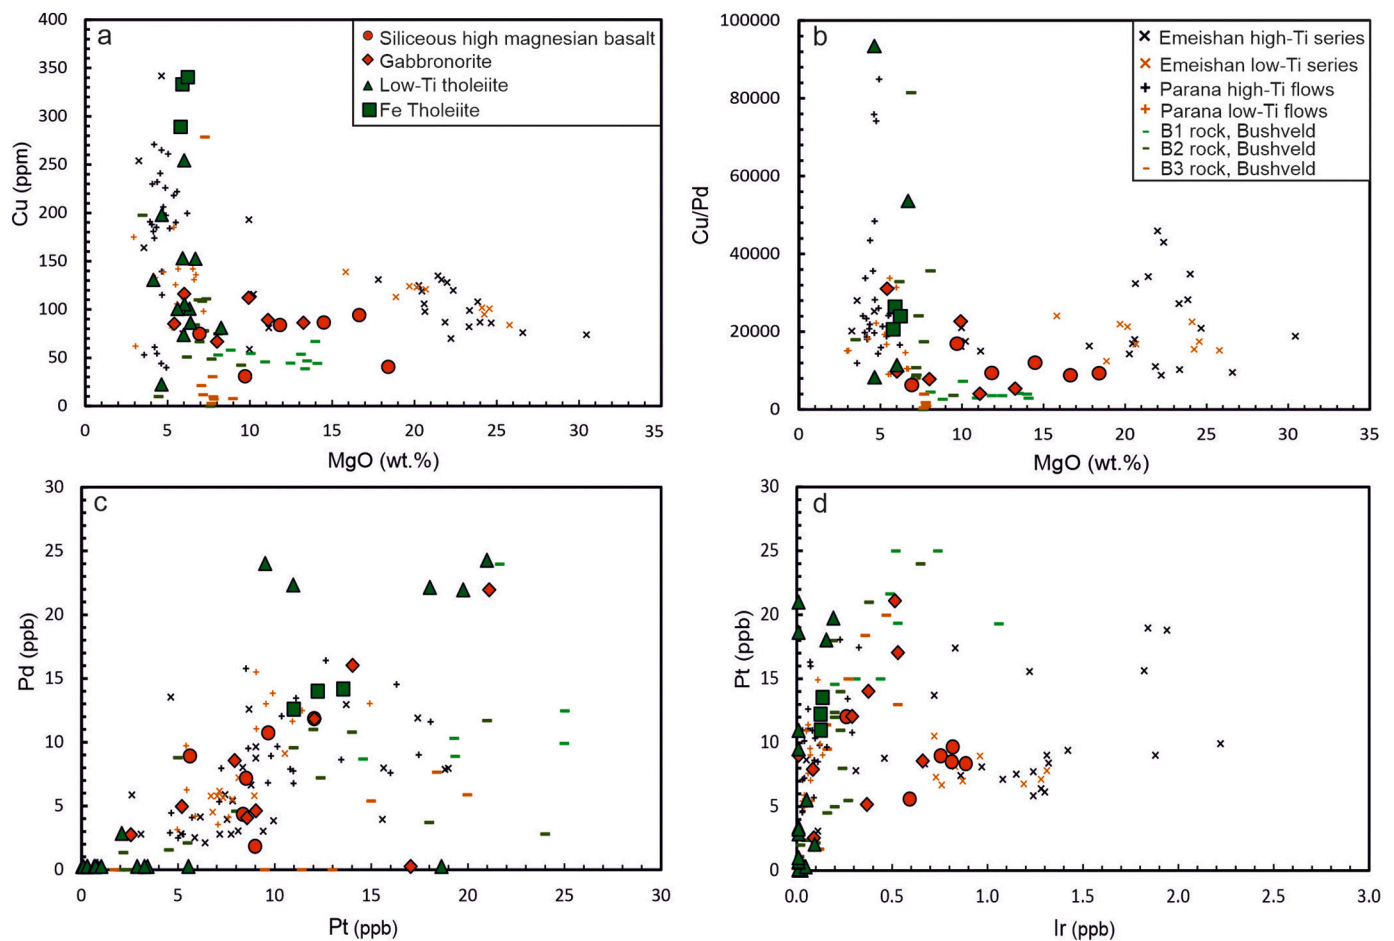 a
Siliceous high magnesian basalt
Gabbronorite
Low-Ti tholeiite
Fe Tholeiite
400
350
300
250
200
150
100
50
0
Cu (ppm)
0 5 10 15 20 25 30 35
MgO (wt.%)
b
Emeishan high-Ti series
Emeishan low-Ti series
Parana high-Ti flows
Parana low-Ti flows
B1 rock, Bushveld
B2 rock, Bushveld
B3 rock, Bushveld
100000
80000
60000
40000
20000
0
Cu/Pd
0 5 10 15 20 25 30 35
MgO (wt.%)
c
30
25
20
15
10
5
0
Pd (ppb)
0 5 10 15 20 25 30
Pt (ppb)
d
30
25
20
15
10
5
0
Pt (ppb)
0.0 0.5 1.0 1.5 2.0 2.5 3.0
Ir (ppb)